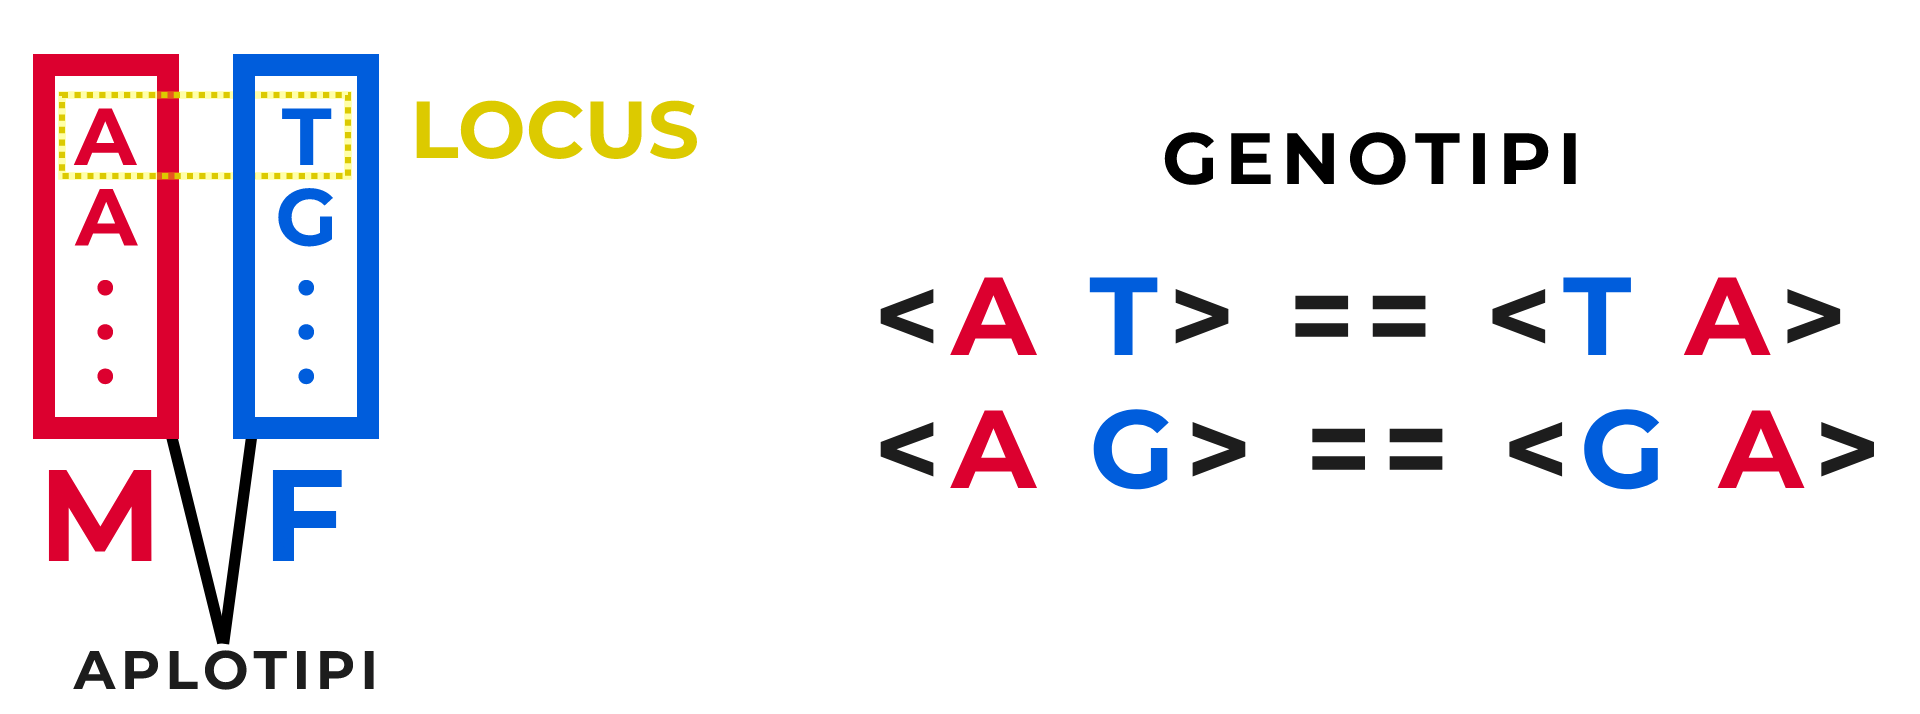 A T
A G
LOCUS
M F
APLOTIPI
GENOTIPI
<A T> == <T A>
<A G> == <G A>